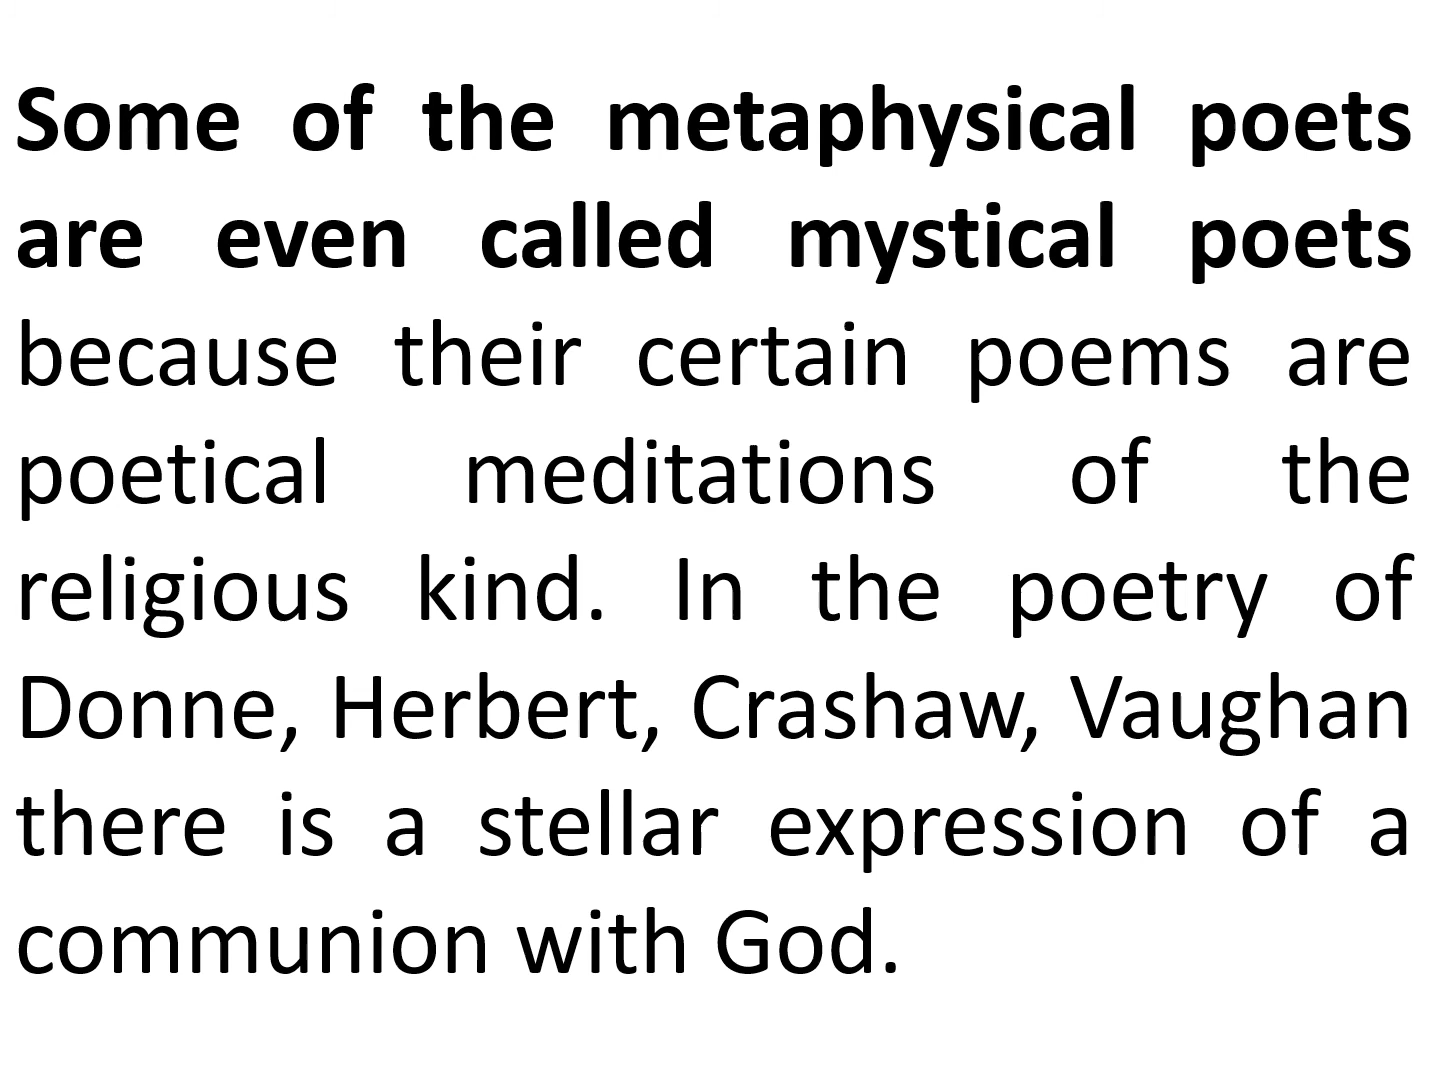 Some of the metaphysical poets
are even called mystical poets
because their certain poems are
poetical meditations of the
religious kind. In the poetry of
Donne, Herbert, Crashaw, Vaughan
there is a stellar expression of a
communion with God.